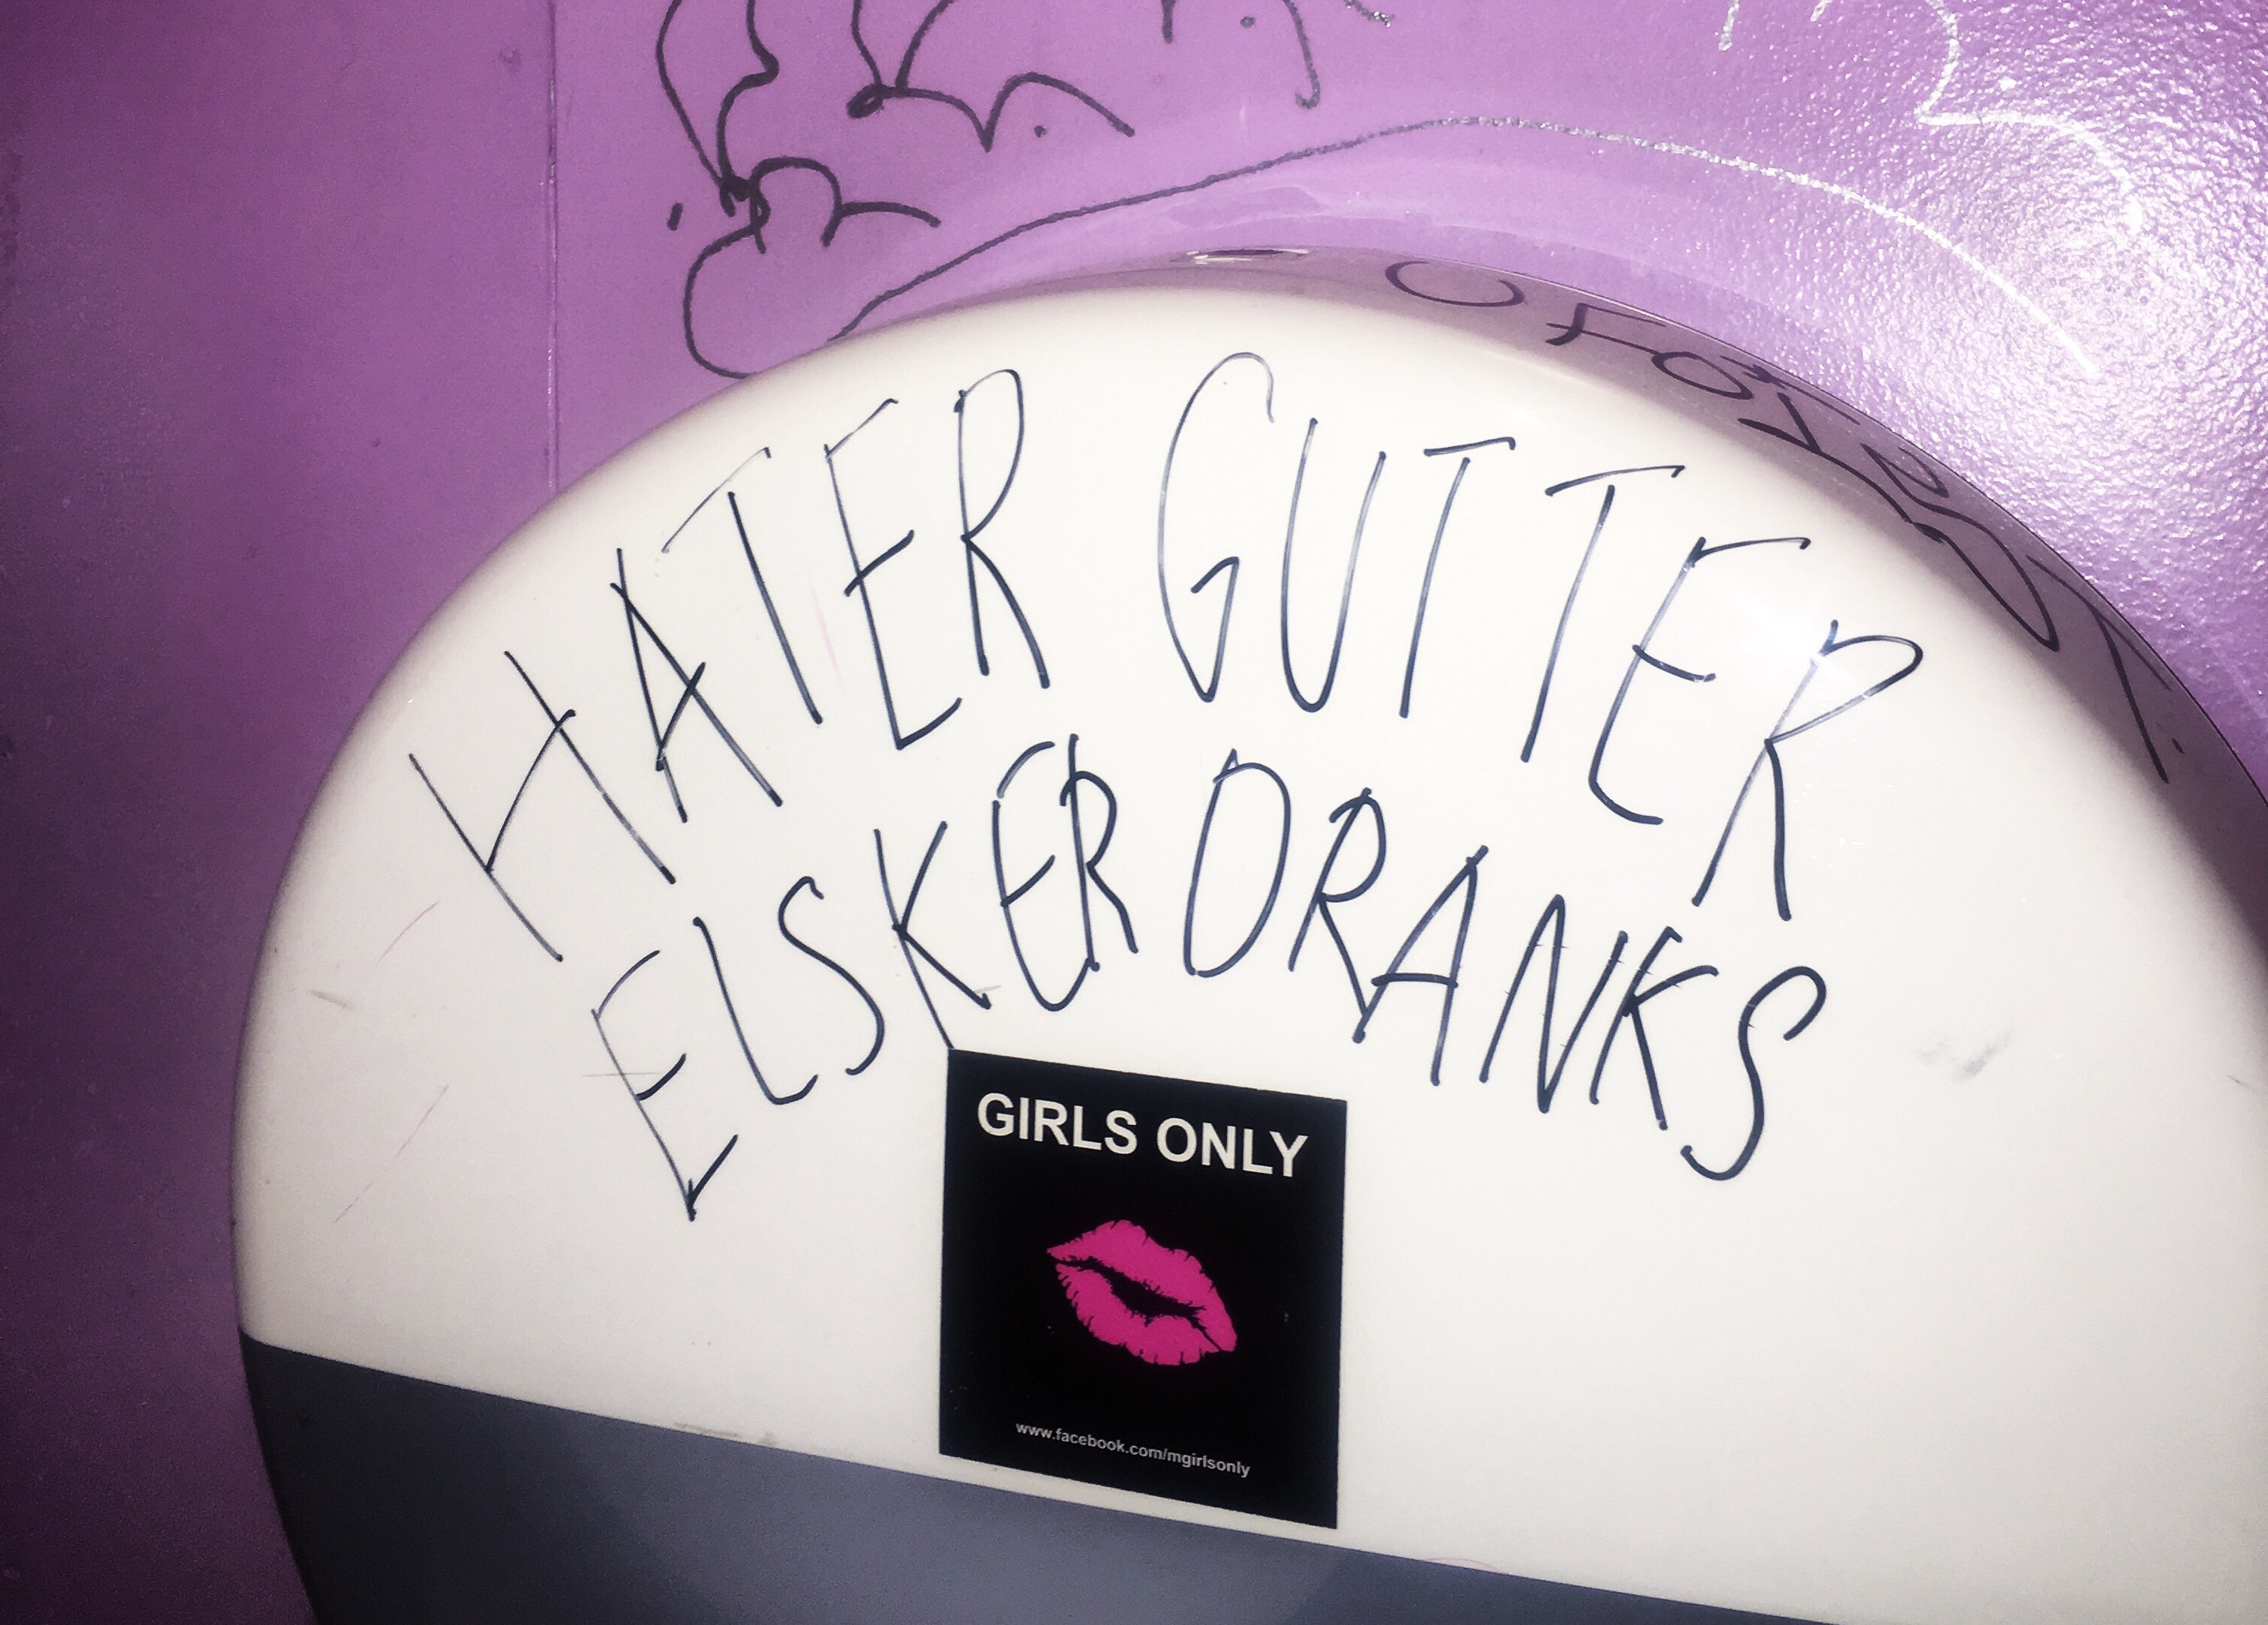 HATER GUTTER
ELSKER DRANKS
GIRLS ONLY
www.facebook.com/mgirlsonly